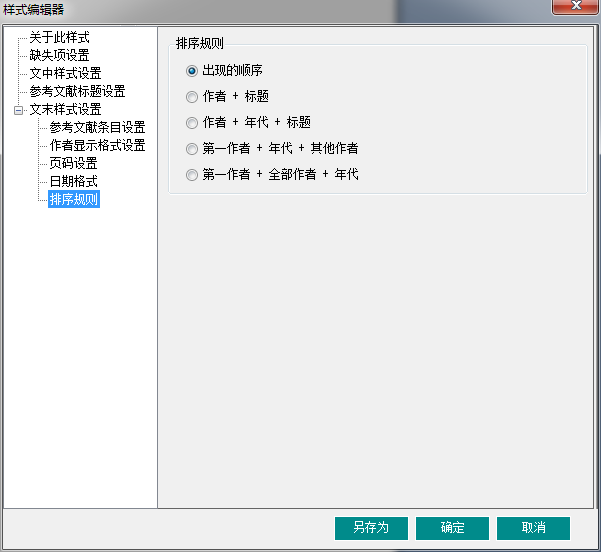 样式编辑器
关于此样式
缺失项设置
文中样式设置
参考文献标题设置
文末样式设置
参考文献条目设置
作者显示格式设置
页码设置
日期格式
排序规则
排序规则
出现的顺序
作者 + 标题
作者 + 年代 + 标题
第一作者 + 年代 + 其他作者
第一作者 + 全部作者 + 年代
另存为
确定
取消